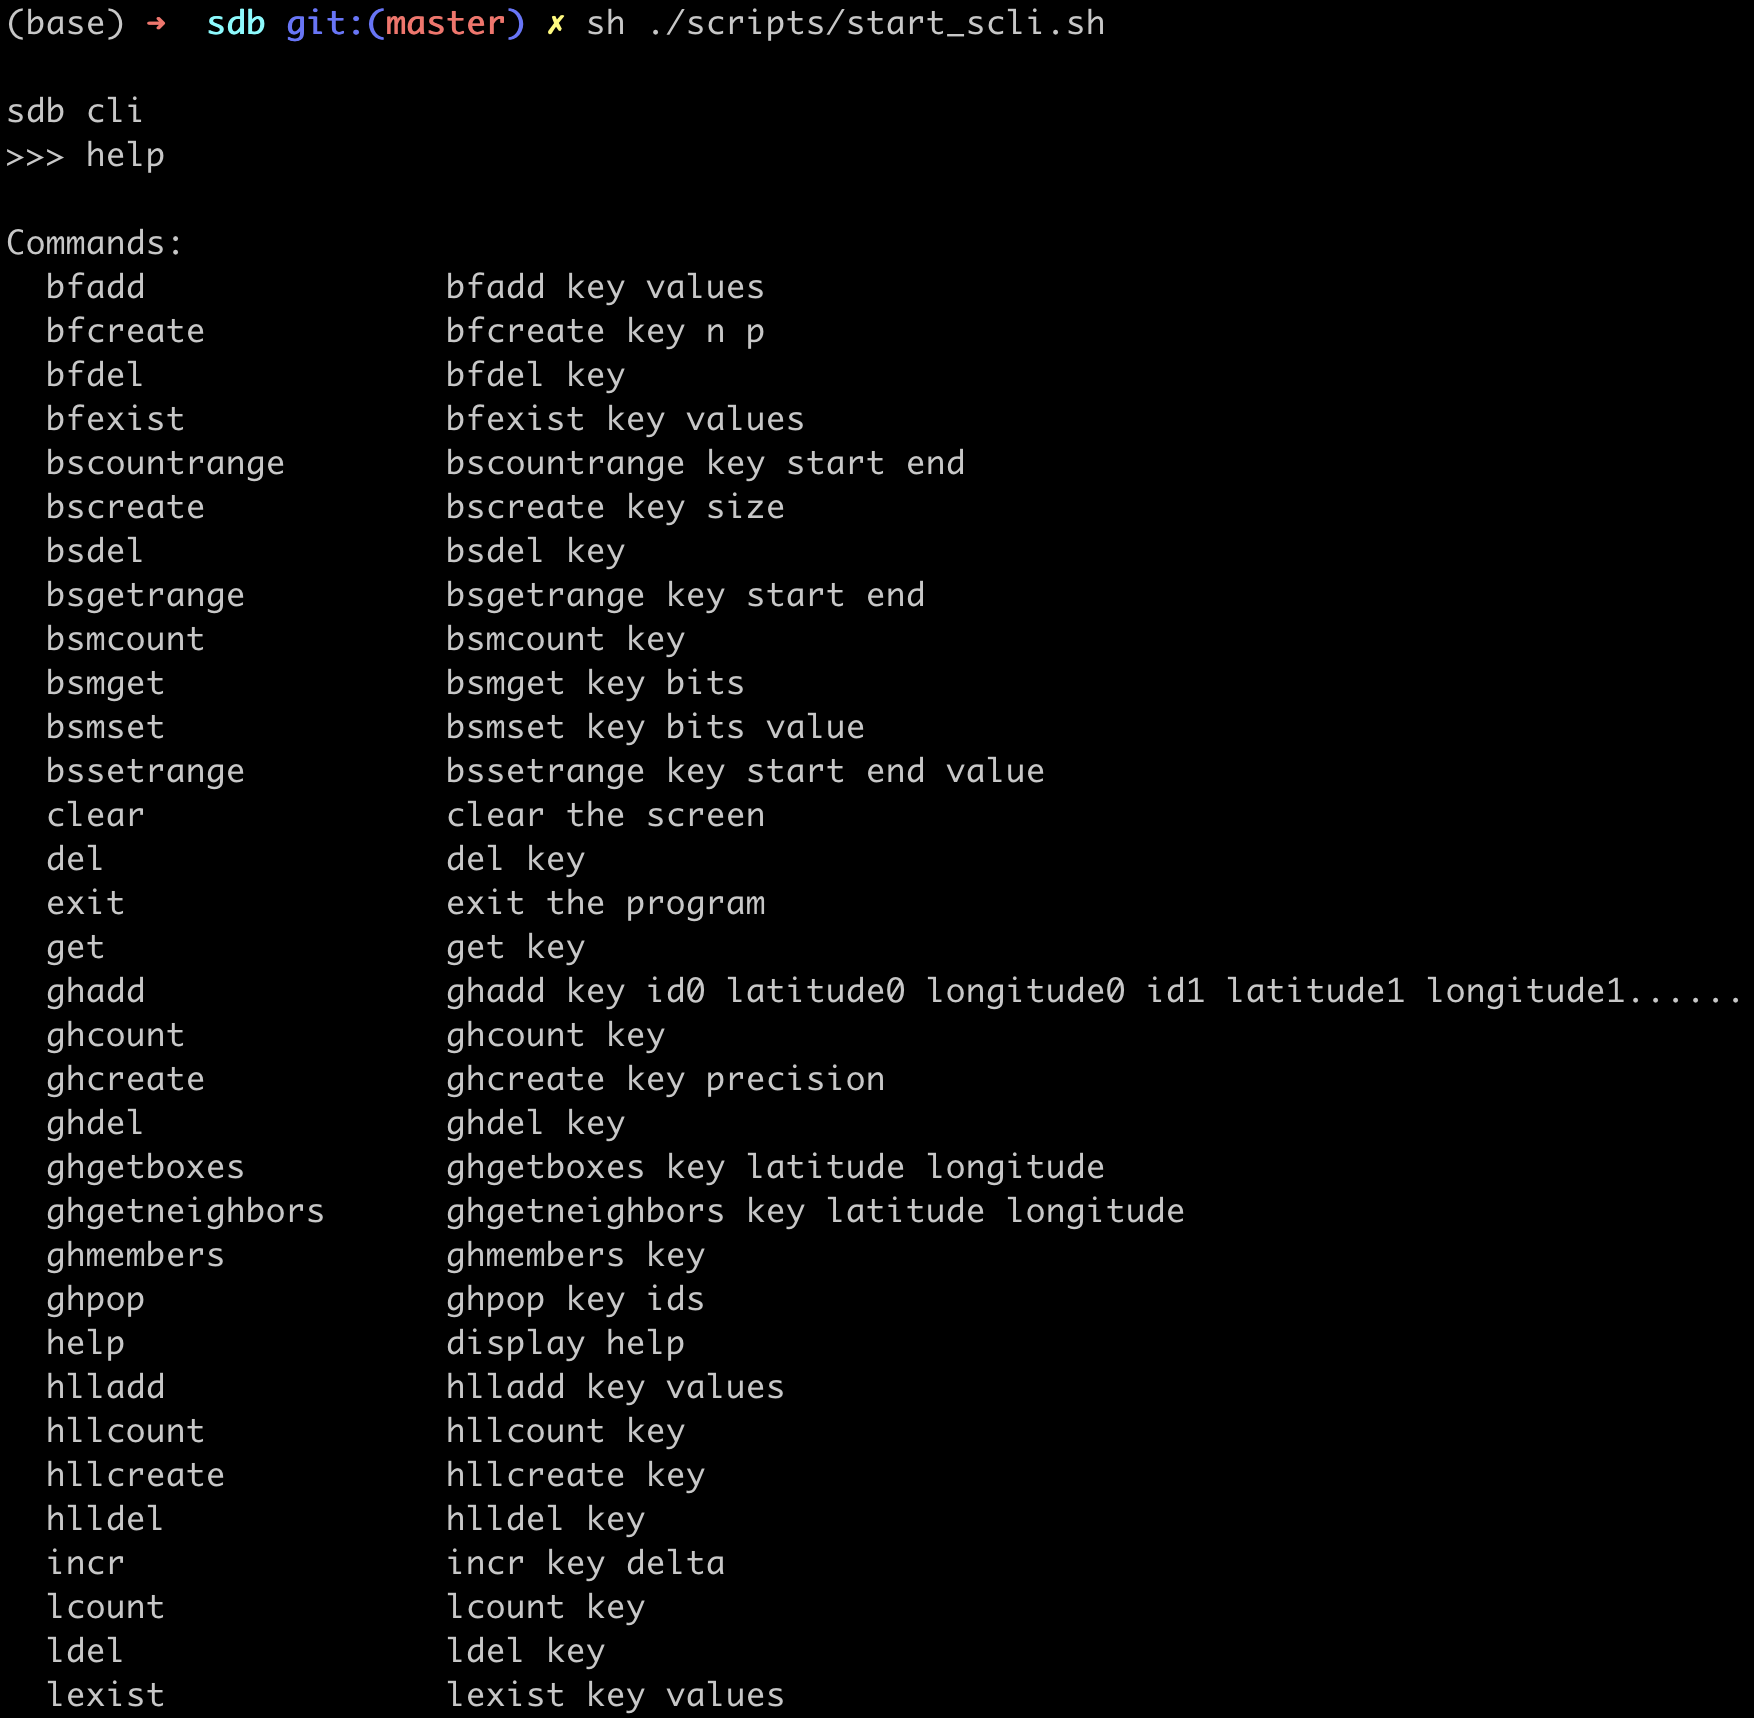 (base) ➜  sdb git:(master) ✗ sh ./scripts/start_scli.sh

sdb cli
>>> help

Commands:
  bfadd               bfadd key values
  bfcreate            bfcreate key n p
  bfdel               bfdel key
  bfexist             bfexist key values
  bscountrange        bscountrange key start end
  bscreate            bscreate key size
  bsdel               bsdel key
  bsgetrange          bsgetrange key start end
  bsmcount            bsmcount key
  bsmget              bsmget key bits
  bsmset              bsmset key bits value
  bssetrange          bssetrange key start end value
  clear               clear the screen
  del                 del key
  exit                exit the program
  get                 get key
  ghadd               ghadd key id0 latitude0 longitude0 id1 latitude1 longitude1......
  ghcount             ghcount key
  ghcreate            ghcreate key precision
  ghdel               ghdel key
  ghgetboxes          ghgetboxes key latitude longitude
  ghgetneighbors      ghgetneighbors key latitude longitude
  ghmembers           ghmembers key
  ghpop               ghpop key ids
  help                display help
  hlladd              hlladd key values
  hllcount            hllcount key
  hllcreate           hllcreate key
  hlldel              hlldel key
  incr                incr key delta
  lcount              lcount key
  ldel                ldel key
  lexist              lexist key values